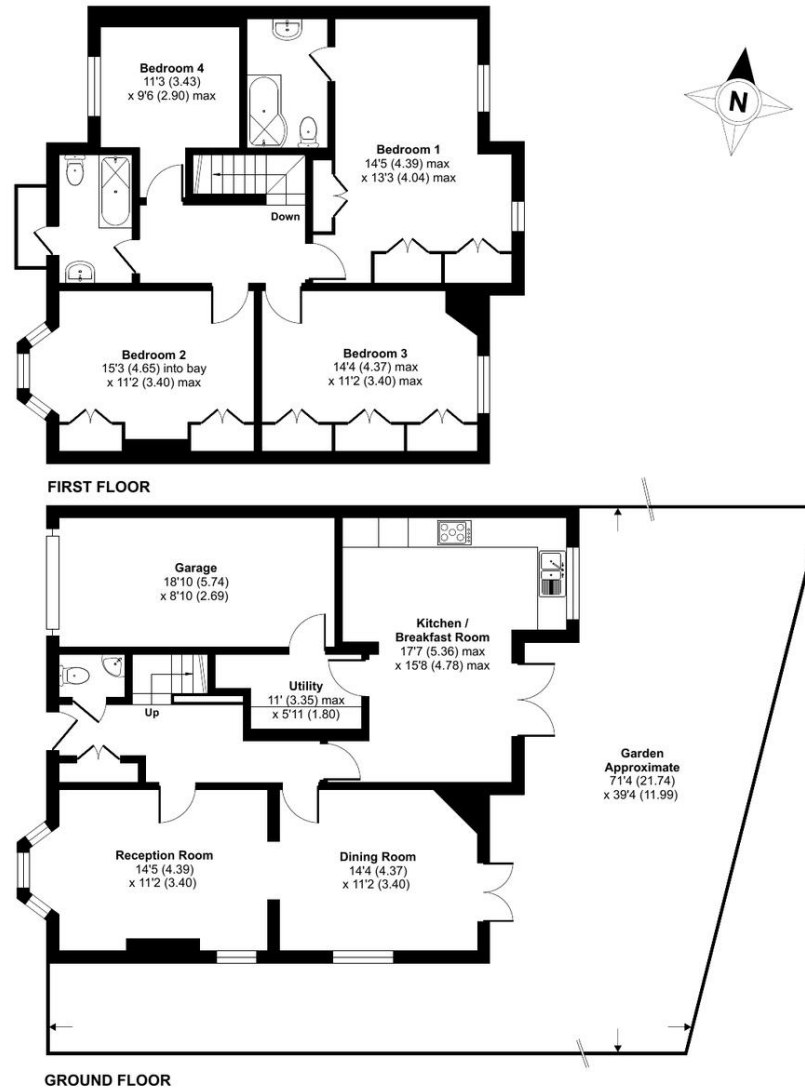 N
Bedroom 4
11'3 (3.43)
x 9'6 (2.90) max
Bedroom 1
14'5 (4.39) max
x 13'3 (4.04) max
Down
Bedroom 2
15'3 (4.65) into bay
x 11'2 (3.40) max
Bedroom 3
14'4 (4.37) max
x 11'2 (3.40) max
FIRST FLOOR
Garage
18'10 (5.74)
x 8'10 (2.69)
Kitchen /
Breakfast Room
17'7 (5.36) max
x 15'8 (4.78) max
Utility
11' (3.35) max
x 5'11 (1.80)
Up
Garden
Approximate
71'4 (21.74)
x 39'4 (11.99)
Reception Room
14'5 (4.39)
x 11'2 (3.40)
Dining Room
14'4 (4.37)
x 11'2 (3.40)
GROUND FLOOR